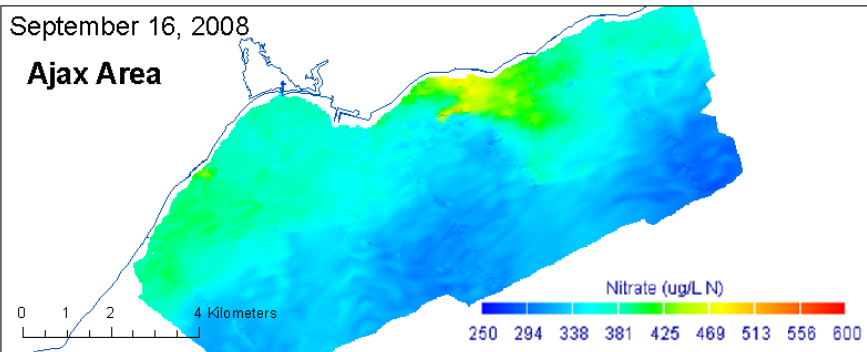 September 16, 2008
Ajax Area
Nitrate (ug/L N)
0 1 2 4 Kilometers
250 294 338 381 425 469 513 556 600